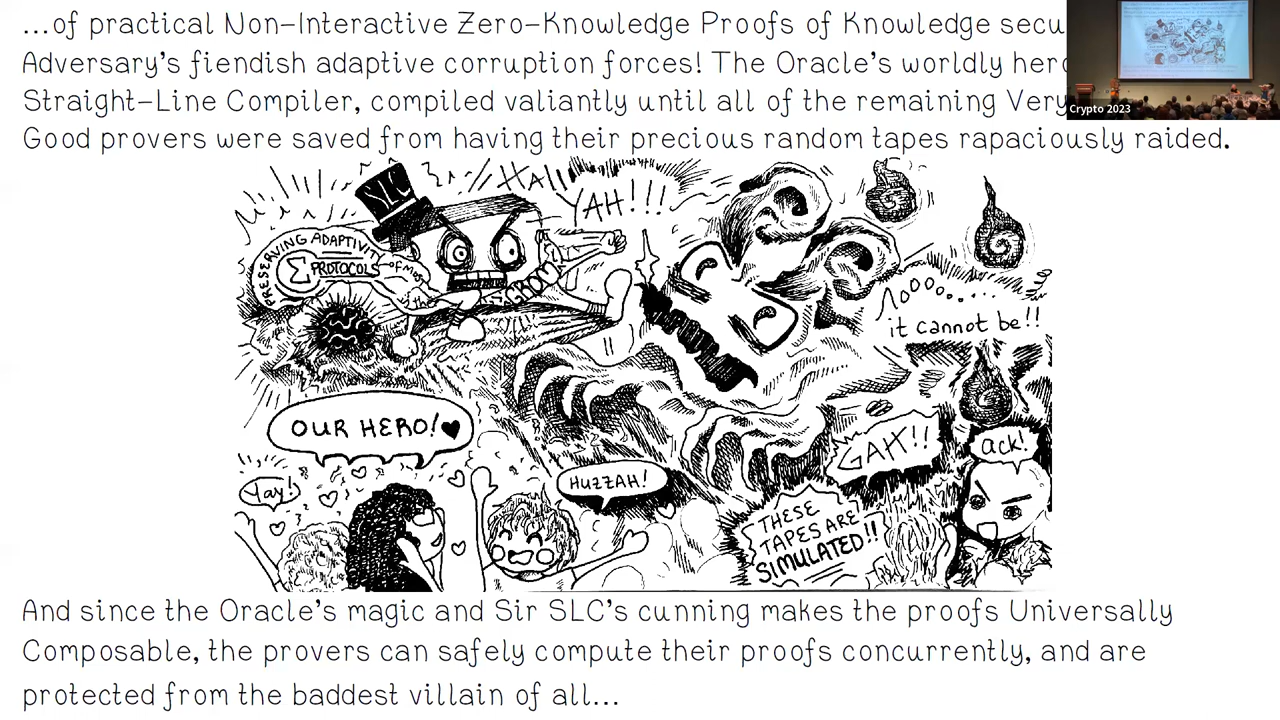 ...of practical Non-Interactive Zero-Knowledge Proofs of Knowledge secu
Adversary's fiendish adaptive corruption forces! The Oracle's worldly hero
Straight-Line Compiler, compiled valiantly until all of the remaining Very
Good provers were saved from having their precious random tapes rapaciously raided.
Crypto 2023
SLC
YAH!!!
PRESERVING ADAPTIVITY
Σ PROTOCOLS
Nooo......
it cannot be!!
OUR HERO!
GAH!!
ack!
Yay!
HUZZAH!
THESE
TAPES ARE
SIMULATED!!
And since the Oracle's magic and Sir SLC's cunning makes the proofs Universally
Composable, the provers can safely compute their proofs concurrently, and are
protected from the baddest villain of all...